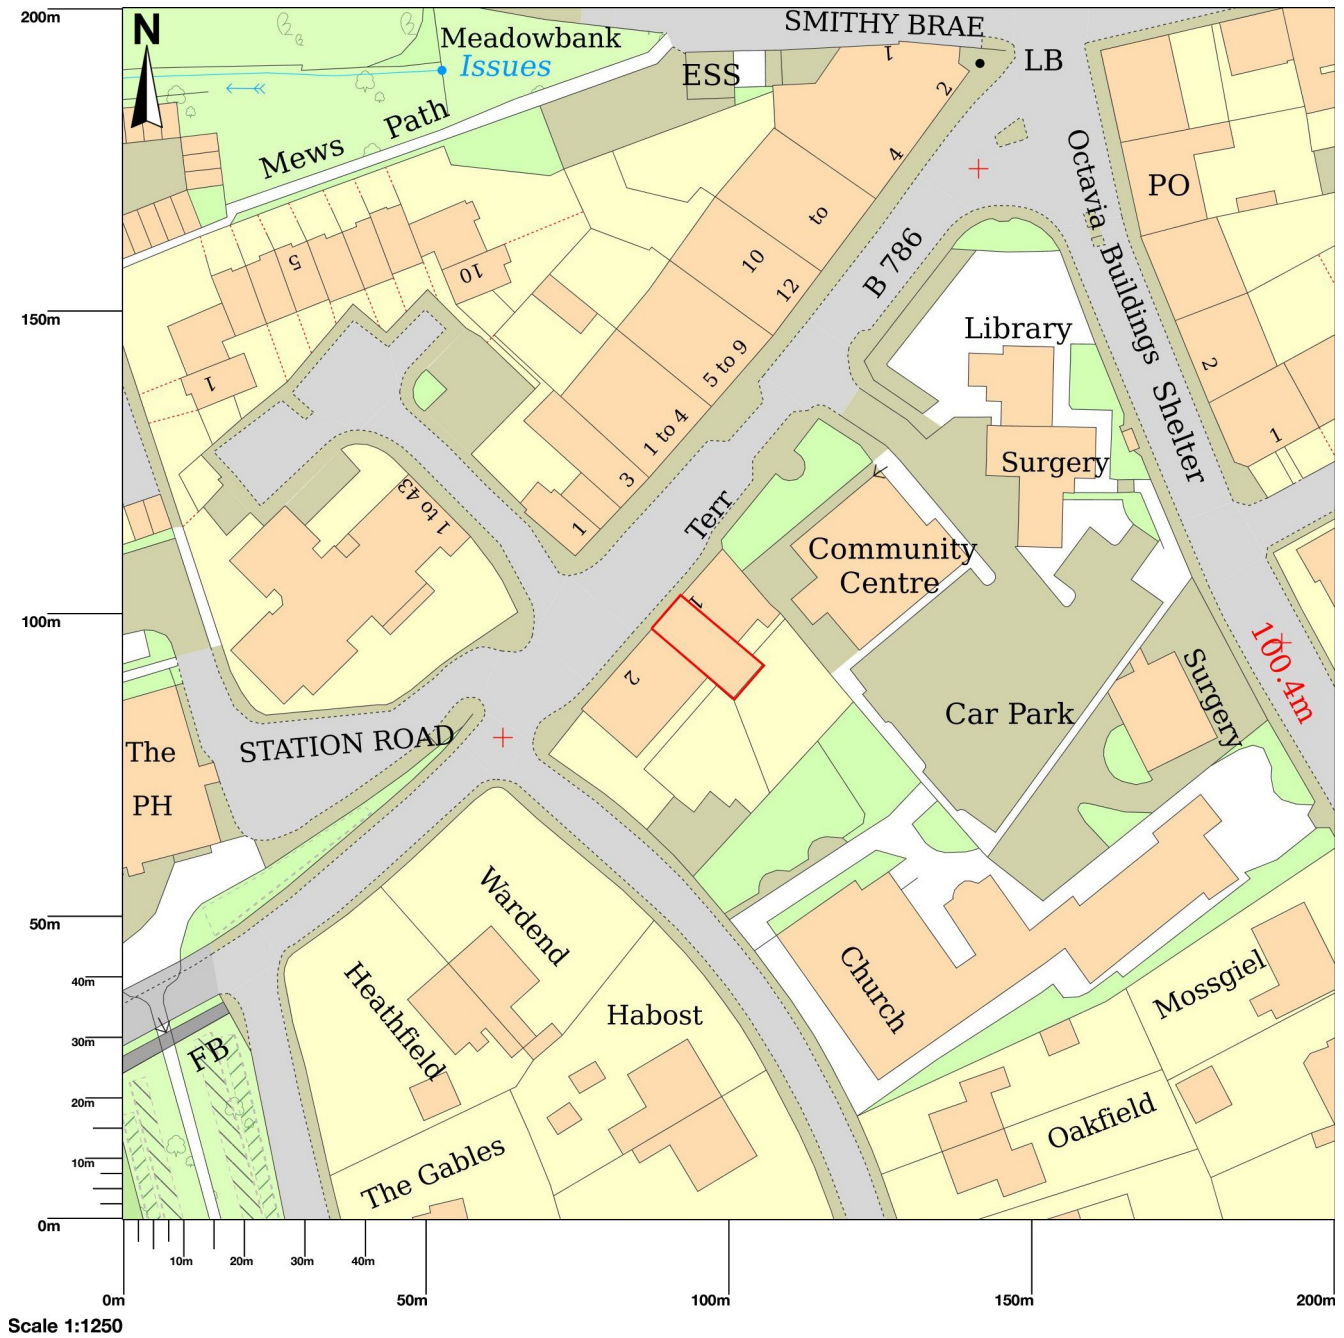 200m
N
SMITHY BRAE
Meadowbank
Issues
ESS
LB
1
2
4
to
10
12
5 to 9
1 to 4
3
1
Mews Path
Octavia Buildings
PO
B 786
5
10
1
150m
Library
2
1
Shelter
Surgery
1 to 43
Terr
Community
Centre
100m
1
2
100.4m
Surgery
Car Park
STATION ROAD
The
PH
Wardend
50m
Heathfield
Church
Mossgiel
Habost
40m
30m
FB
20m
Oakfield
10m
The Gables
0m
10m 20m 30m 40m
0m 50m 100m 150m 200m
Scale 1:1250